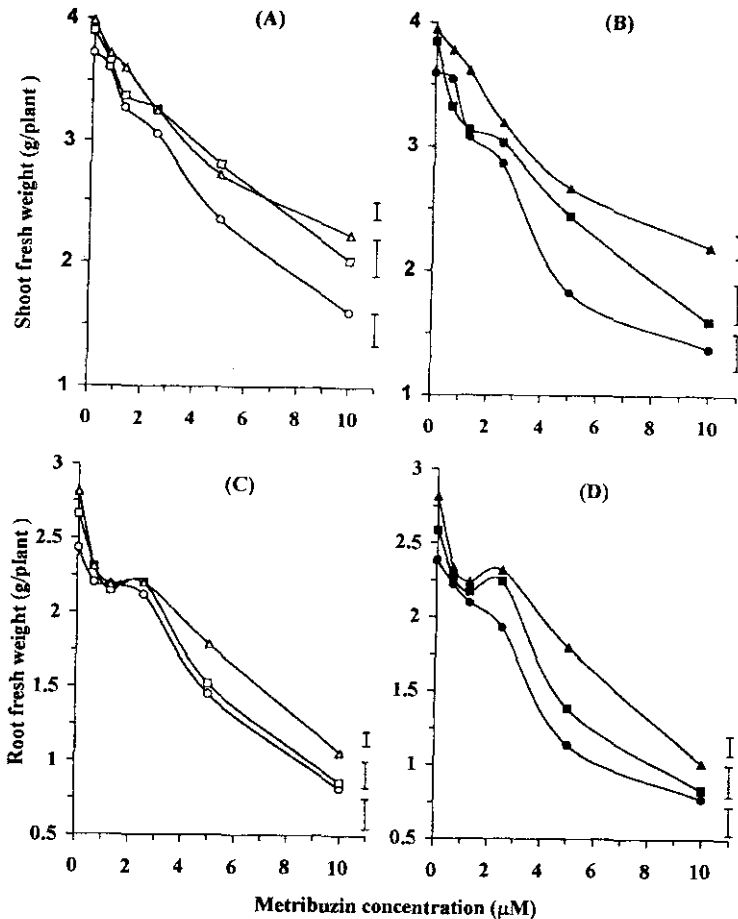 (A)
(B)
Shoot fresh weight (g/plant )
4
3
2
1
0 2 4 6 8 10
4
3
2
1
0 2 4 6 8 10
(C)
(D)
Root fresh weight (g/plant )
3
2.5
2
1.5
1
0.5
0 2 4 6 8 10
3
2.5
2
1.5
1
0.5
0 2 4 6 8 10
Metribuzin concentration (µM)